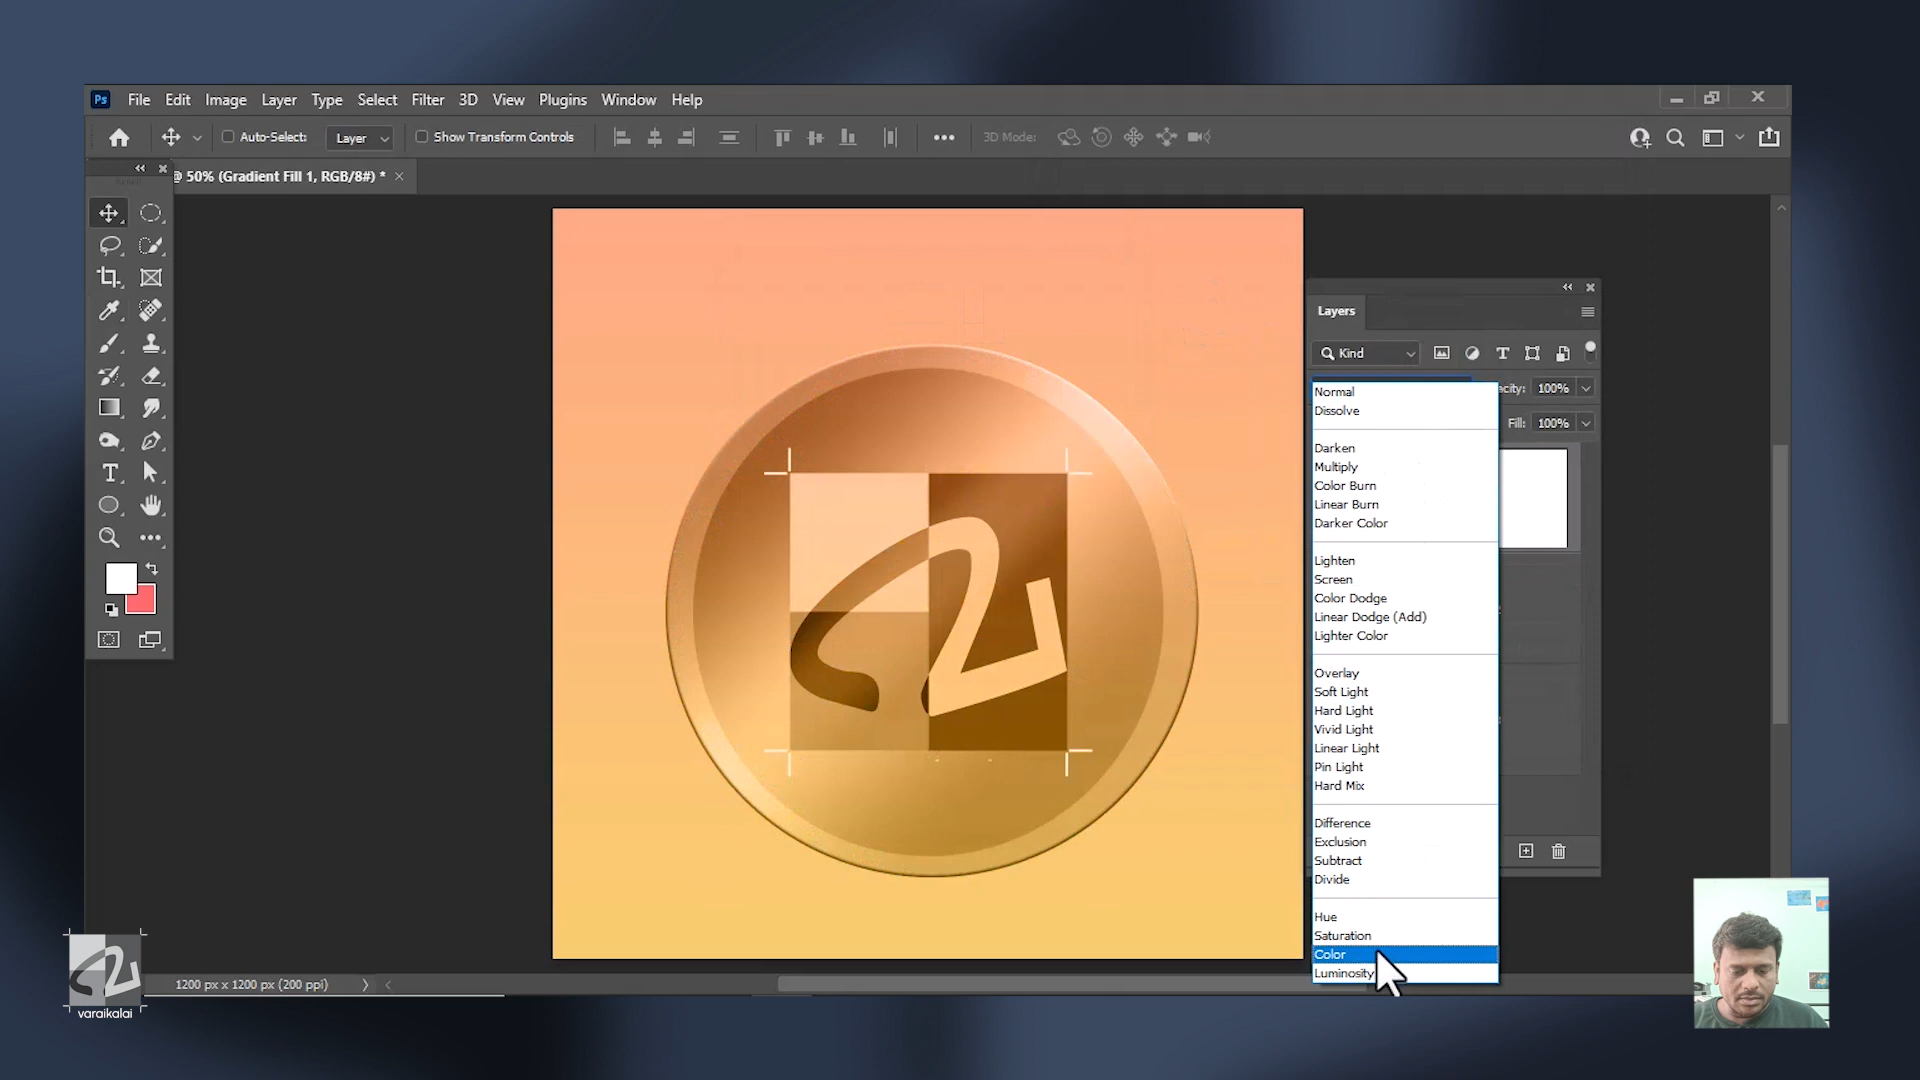 Ps File Edit Image Layer Type Select Filter 3D View Plugins Window Help
Auto-Select: Layer Show Transform Controls 3D Mode:
@ 50% (Gradient Fill 1, RGB/8#) * ×
Layers
Kind
Opacity: 100%
Fill: 100%
Normal
Dissolve
Darken
Multiply
Color Burn
Linear Burn
Darker Color
Lighten
Screen
Color Dodge
Linear Dodge (Add)
Lighter Color
Overlay
Soft Light
Hard Light
Vivid Light
Linear Light
Pin Light
Hard Mix
Difference
Exclusion
Subtract
Divide
Hue
Saturation
Color
Luminosity
1200 px x 1200 px (200 ppi)
varaikalai